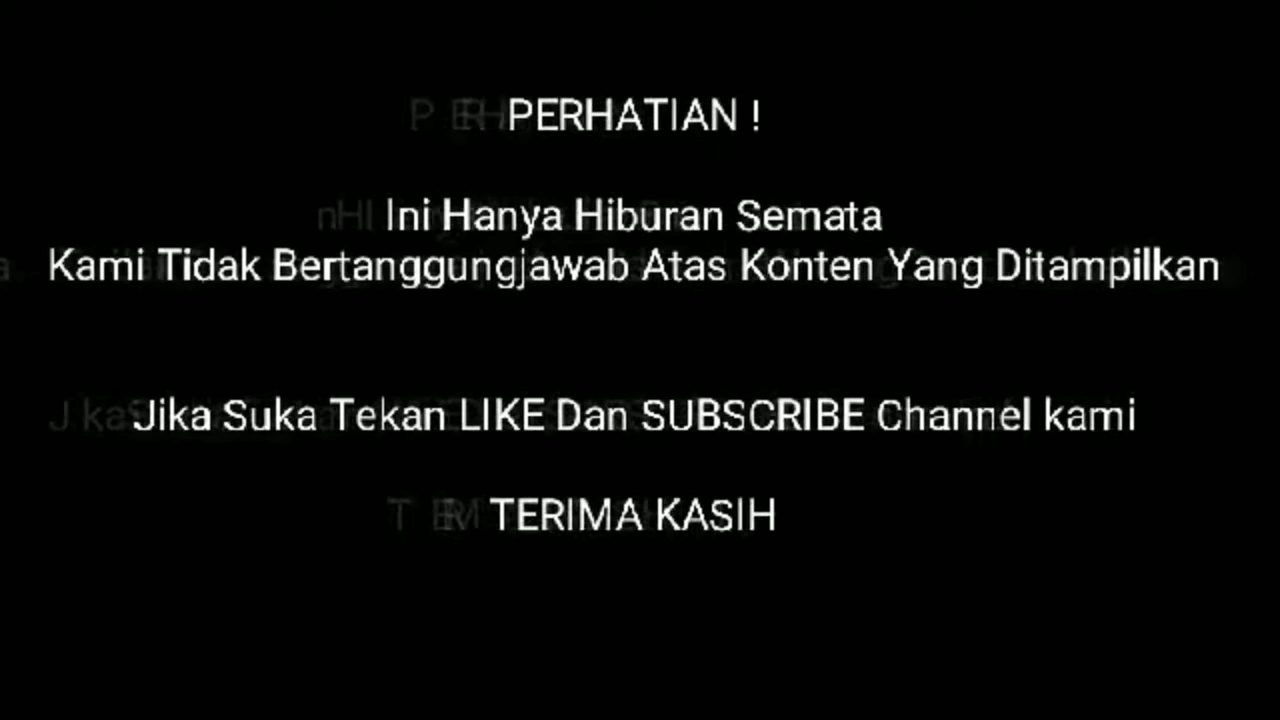 PERHATIAN !
Ini Hanya Hiburan Semata
Kami Tidak Bertanggungjawab Atas Konten Yang Ditampilkan
Jika Suka Tekan LIKE Dan SUBSCRIBE Channel kami
TERIMA KASIH